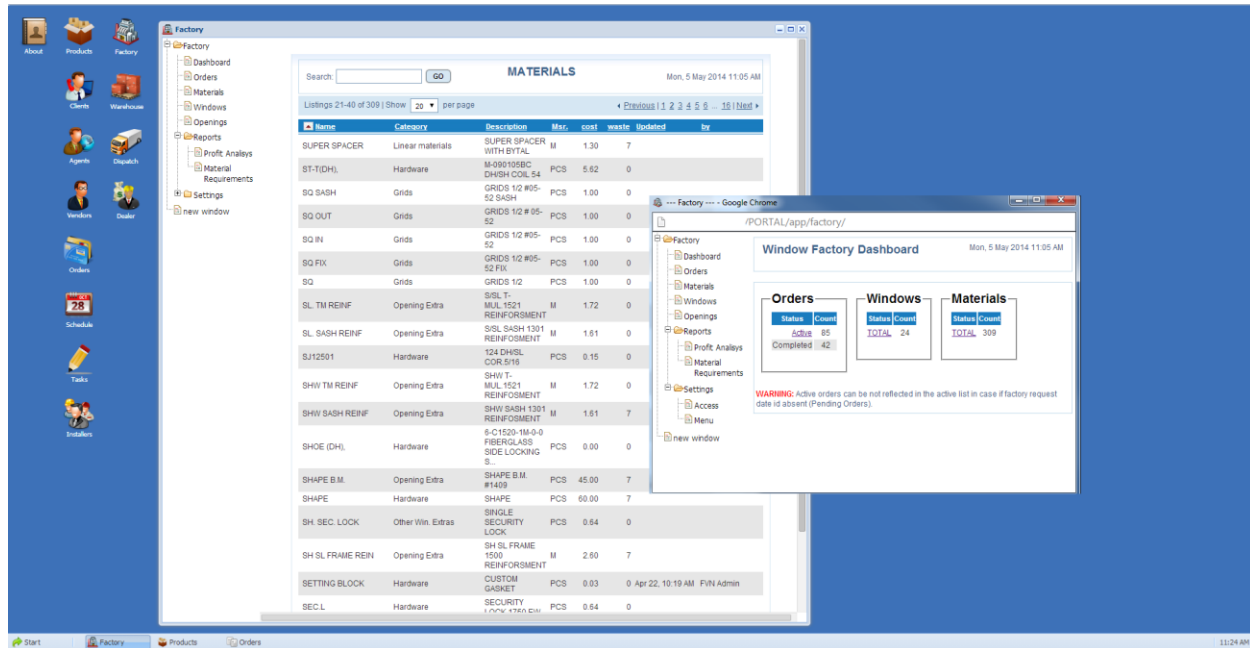 About
Products
Factory
Clients
Warehouse
Agents
Dispatch
Vendors
Dealer
Orders
28
Schedule
Tasks
Installers
Factory
Factory
Dashboard
Orders
Materials
Windows
Openings
Reports
Profit Analisys
Material
Requirements
Settings
new window
Search: GO MATERIALS Mon, 5 May 2014 11:05 AM
Listings 21-40 of 309 | Show 20 per page Previous | 1 2 3 4 5 6 ... 16 | Next
Name Category Description Msr. cost waste Updated by
SUPER SPACER Linear materials SUPER SPACER WITH BYTAL M 1.30 7
ST-T(DH), Hardware M-090105BC DH/SH COIL 54 PCS 5.62 0
SQ SASH Grids GRIDS 1/2 #05-52 SASH PCS 1.00 0
SQ OUT Grids GRIDS 1/2 # 05-52 PCS 1.00 0
SQ IN Grids GRIDS 1/2 #05-52 PCS 1.00 0
SQ FIX Grids GRIDS 1/2 #05-52 FIX PCS 1.00 0
SQ Grids GRIDS 1/2 PCS 1.00 0
SL. TM REINF Opening Extra S/SL T-MUL.1521 REINFORSMENT M 1.72 0
SL. SASH REINF Opening Extra S/SL SASH 1301 REINFOSMENT M 1.61 0
SJ12501 Hardware 124 DH/SL COR.5/16 PCS 0.15 0
SHW TM REINF Opening Extra SHW T-MUL.1521 REINFOSMENT M 1.72 0
SHW SASH REINF Opening Extra SHW SASH 1301 REINFOSMENT M 1.61 7
SHOE (DH), Hardware 6-C1520-1M-0-0 FIBERGLASS SIDE LOCKING S... PCS 0.00 0
SHAPE B.M. Opening Extra SHAPE B.M. #1409 PCS 45.00 7
SHAPE Hardware SHAPE PCS 60.00 7
SH. SEC. LOCK Other Win. Extras SINGLE SECURITY LOCK PCS 0.64 0
SH SL FRAME REIN Opening Extra SH SL FRAME 1500 REINFORSMENT M 2.60 7
SETTING BLOCK Hardware CUSTOM GASKET PCS 0.03 0 Apr 22, 10:19 AM FVN Admin
SEC.L Hardware SECURITY LOCK 1750 EW PCS 0.64 0
--- Factory --- - Google Chrome
/PORTAL/app/factory/
Factory
Dashboard
Orders
Materials
Windows
Openings
Reports
Profit Analisys
Material
Requirements
Settings
Access
Menu
new window
Window Factory Dashboard Mon, 5 May 2014 11:05 AM
Orders Windows Materials
Status Count Status Count Status Count
Active 85 TOTAL 24 TOTAL 309
Completed 42
WARNING: Active orders can be not reflected in the active list in case if factory request
date id absent (Pending Orders).
Start Factory Products Orders 11:24 AM